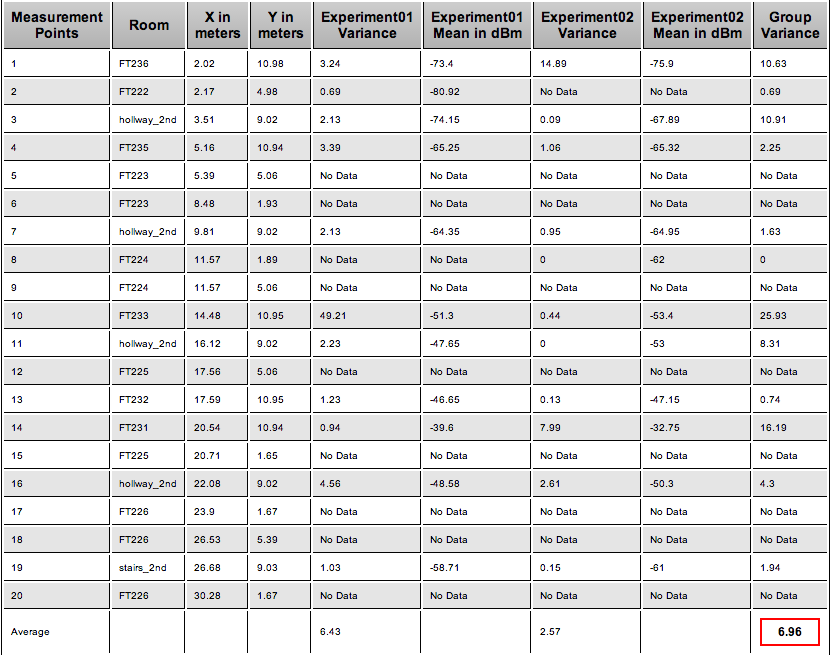 Measurement Points Room X in meters Y in meters Experiment01 Variance Experiment01 Mean in dBm Experiment02 Variance Experiment02 Mean in dBm Group Variance
1 FT236 2.02 10.98 3.24 -73.4 14.89 -75.9 10.63
2 FT222 2.17 4.98 0.69 -80.92 No Data No Data 0.69
3 hollway_2nd 3.51 9.02 2.13 -74.15 0.09 -67.89 10.91
4 FT235 5.16 10.94 3.39 -65.25 1.06 -65.32 2.25
5 FT223 5.39 5.06 No Data No Data No Data No Data No Data
6 FT223 8.48 1.93 No Data No Data No Data No Data No Data
7 hollway_2nd 9.81 9.02 2.13 -64.35 0.95 -64.95 1.63
8 FT224 11.57 1.89 No Data No Data 0 -62 0
9 FT224 11.57 5.06 No Data No Data No Data No Data No Data
10 FT233 14.48 10.95 49.21 -51.3 0.44 -53.4 25.93
11 hollway_2nd 16.12 9.02 2.23 -47.65 0 -53 8.31
12 FT225 17.56 5.06 No Data No Data No Data No Data No Data
13 FT232 17.59 10.95 1.23 -46.65 0.13 -47.15 0.74
14 FT231 20.54 10.94 0.94 -39.6 7.99 -32.75 16.19
15 FT225 20.71 1.65 No Data No Data No Data No Data No Data
16 hollway_2nd 22.08 9.02 4.56 -48.58 2.61 -50.3 4.3
17 FT226 23.9 1.67 No Data No Data No Data No Data No Data
18 FT226 26.53 5.39 No Data No Data No Data No Data No Data
19 stairs_2nd 26.68 9.03 1.03 -58.71 0.15 -61 1.94
20 FT226 30.28 1.67 No Data No Data No Data No Data No Data
Average 6.43 2.57 6.96